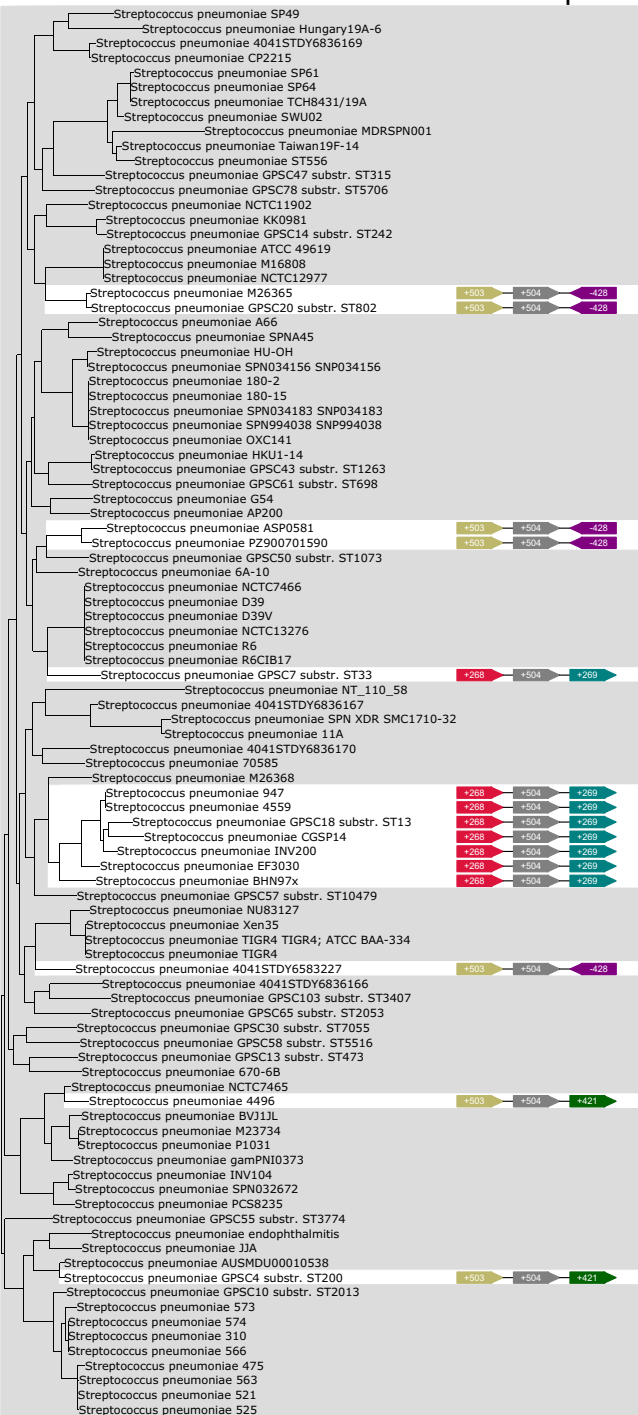 Streptococcus pneumoniae SP49
Streptococcus pneumoniae Hungary19A-6
Streptococcus pneumoniae 4041STDY6836169
Streptococcus pneumoniae CP2215
Streptococcus pneumoniae SP61
Streptococcus pneumoniae SP64
Streptococcus pneumoniae TCH8431/19A
Streptococcus pneumoniae SWU02
Streptococcus pneumoniae MDRSPN001
Streptococcus pneumoniae Taiwan19F-14
Streptococcus pneumoniae ST556
Streptococcus pneumoniae GPSC47 substr. ST315
Streptococcus pneumoniae GPSC78 substr. ST5706
Streptococcus pneumoniae NCTC11902
Streptococcus pneumoniae KK0981
Streptococcus pneumoniae GPSC14 substr. ST242
Streptococcus pneumoniae ATCC 49619
Streptococcus pneumoniae M16808
Streptococcus pneumoniae NCTC12977
Streptococcus pneumoniae M26365 +503 +504 -428
Streptococcus pneumoniae GPSC20 substr. ST802 +503 +504 -428
Streptococcus pneumoniae A66
Streptococcus pneumoniae SPNA45
Streptococcus pneumoniae HU-OH
Streptococcus pneumoniae SPN034156 SNP034156
Streptococcus pneumoniae 180-2
Streptococcus pneumoniae 180-15
Streptococcus pneumoniae SPN034183 SNP034183
Streptococcus pneumoniae SPN994038 SNP994038
Streptococcus pneumoniae OXC141
Streptococcus pneumoniae HKU1-14
Streptococcus pneumoniae GPSC43 substr. ST1263
Streptococcus pneumoniae GPSC61 substr. ST698
Streptococcus pneumoniae G54
Streptococcus pneumoniae AP200
Streptococcus pneumoniae ASP0581 +503 +504 -428
Streptococcus pneumoniae PZ900701590 +503 +504 -428
Streptococcus pneumoniae GPSC50 substr. ST1073
Streptococcus pneumoniae 6A-10
Streptococcus pneumoniae NCTC7466
Streptococcus pneumoniae D39
Streptococcus pneumoniae D39V
Streptococcus pneumoniae NCTC13276
Streptococcus pneumoniae R6
Streptococcus pneumoniae R6CIB17
Streptococcus pneumoniae GPSC7 substr. ST33 +268 +504 +269
Streptococcus pneumoniae NT_110_58
Streptococcus pneumoniae 4041STDY6836167
Streptococcus pneumoniae SPN XDR SMC1710-32
Streptococcus pneumoniae 11A
Streptococcus pneumoniae 4041STDY6836170
Streptococcus pneumoniae 70585
Streptococcus pneumoniae M26368
Streptococcus pneumoniae 947 +268 +504 +269
Streptococcus pneumoniae 4559 +268 +504 +269
Streptococcus pneumoniae GPSC18 substr. ST13 +268 +504 +269
Streptococcus pneumoniae CGSP14 +268 +504 +269
Streptococcus pneumoniae INV200 +268 +504 +269
Streptococcus pneumoniae EF3030 +268 +504 +269
Streptococcus pneumoniae BHN97x +268 +504 +269
Streptococcus pneumoniae GPSC57 substr. ST10479
Streptococcus pneumoniae NU83127
Streptococcus pneumoniae Xen35
Streptococcus pneumoniae TIGR4 TIGR4; ATCC BAA-334
Streptococcus pneumoniae TIGR4
Streptococcus pneumoniae 4041STDY6583227 +503 +504 -428
Streptococcus pneumoniae 4041STDY6836166
Streptococcus pneumoniae GPSC103 substr. ST3407
Streptococcus pneumoniae GPSC65 substr. ST2053
Streptococcus pneumoniae GPSC30 substr. ST7055
Streptococcus pneumoniae GPSC58 substr. ST5516
Streptococcus pneumoniae GPSC13 substr. ST473
Streptococcus pneumoniae 670-6B
Streptococcus pneumoniae NCTC7465
Streptococcus pneumoniae 4496 +503 +504 +421
Streptococcus pneumoniae BVJ1JL
Streptococcus pneumoniae M23734
Streptococcus pneumoniae P1031
Streptococcus pneumoniae gamPNI0373
Streptococcus pneumoniae INV104
Streptococcus pneumoniae SPN032672
Streptococcus pneumoniae PCS8235
Streptococcus pneumoniae GPSC55 substr. ST3774
Streptococcus pneumoniae endophthalmitis
Streptococcus pneumoniae JJA
Streptococcus pneumoniae AUSMDU00010538
Streptococcus pneumoniae GPSC4 substr. ST200 +503 +504 +421
Streptococcus pneumoniae GPSC10 substr. ST2013
Streptococcus pneumoniae 573
Streptococcus pneumoniae 574
Streptococcus pneumoniae 310
Streptococcus pneumoniae 566
Streptococcus pneumoniae 475
Streptococcus pneumoniae 563
Streptococcus pneumoniae 521
Streptococcus pneumoniae 525